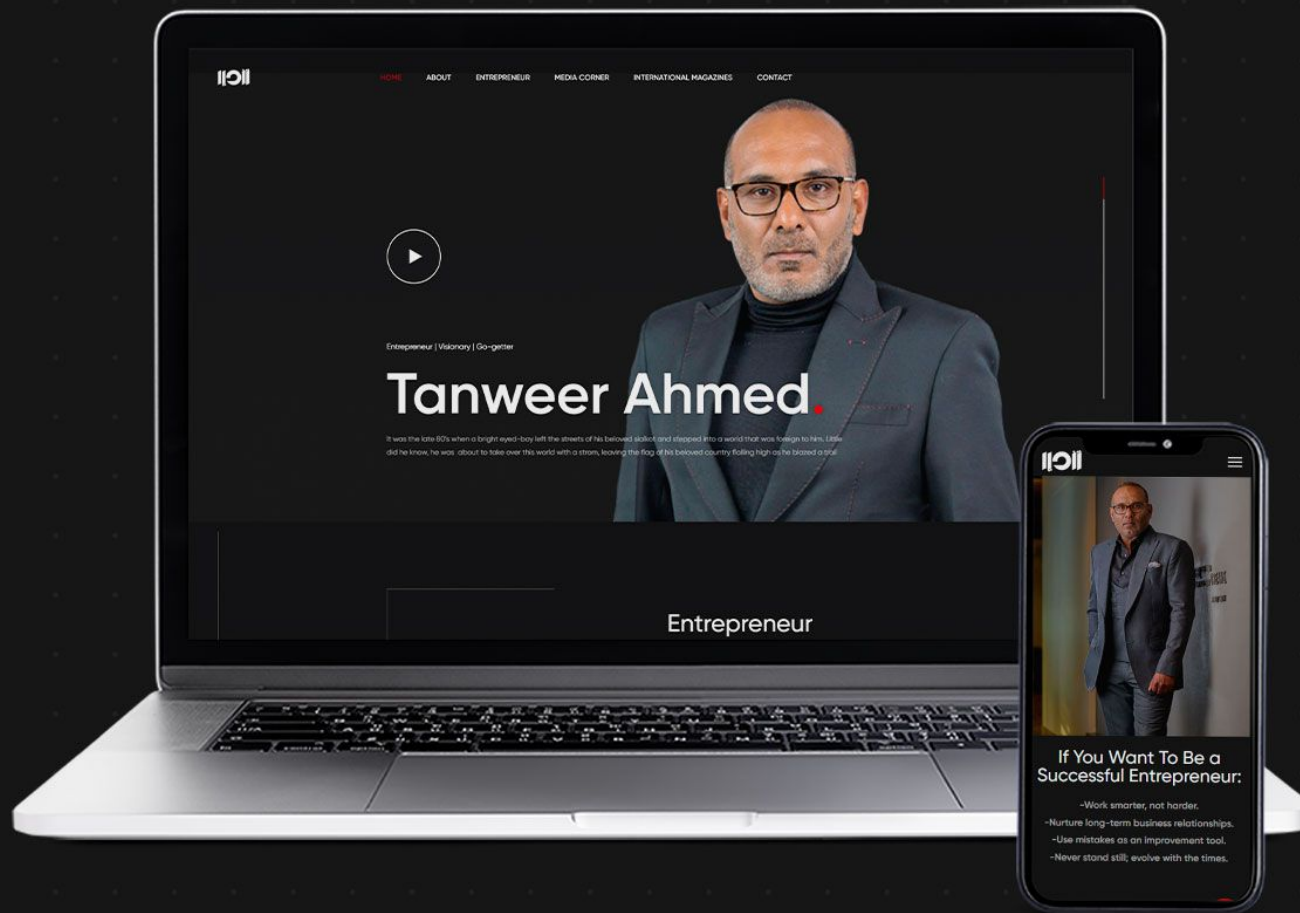 HOME ABOUT ENTREPRENEUR MEDIA CORNER INTERNATIONAL MAGAZINES CONTACT
Entrepreneur | Visionary | Go-getter
Tanweer Ahmed.
It was the late 80's when a bright eyed-boy left the streets of his beloved sialkot and stepped into a world that was foreign to him. Little
did he know, he was about to take over this world with a strom, leaving the flag of his beloved country flailing high as he blazed a trail
Entrepreneur
If You Want To Be a
Successful Entrepreneur:
-Work smarter, not harder.
-Nurture long-term business relationships.
-Use mistakes as an improvement tool.
-Never stand still; evolve with the times.